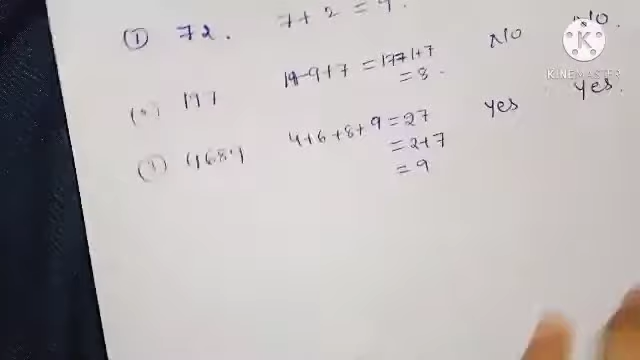 (1) 72. 7+2=9.
197 19+9+7 = 17 1+7 No No.
= 8.
4689 4+6+8+9=27 yes yes.
= 2+7
= 9
KINEMASTER